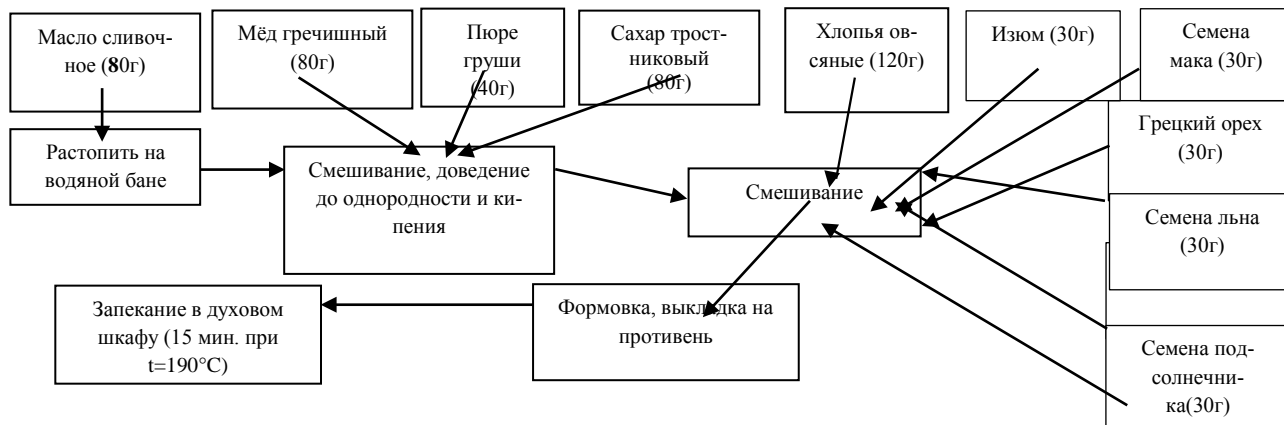 Масло сливоч-
ное (80г)
Мёд гречишный
(80г)
Пюре
груши
(40г)
Сахар трост-
никовый
(80г)
Хлопья ов-
сяные (120г)
Изюм (30г)
Семена
мака (30г)
Грецкий орех
(30г)
Растопить на
водяной бане
Смешивание, доведение
до однородности и ки-
пения
Смешивание
Семена льна
(30г)
Запекание в духовом
шкафу (15 мин. при
t=190°C)
Формовка, выкладка на
противень
Семена под-
солнечни-
ка(30г)